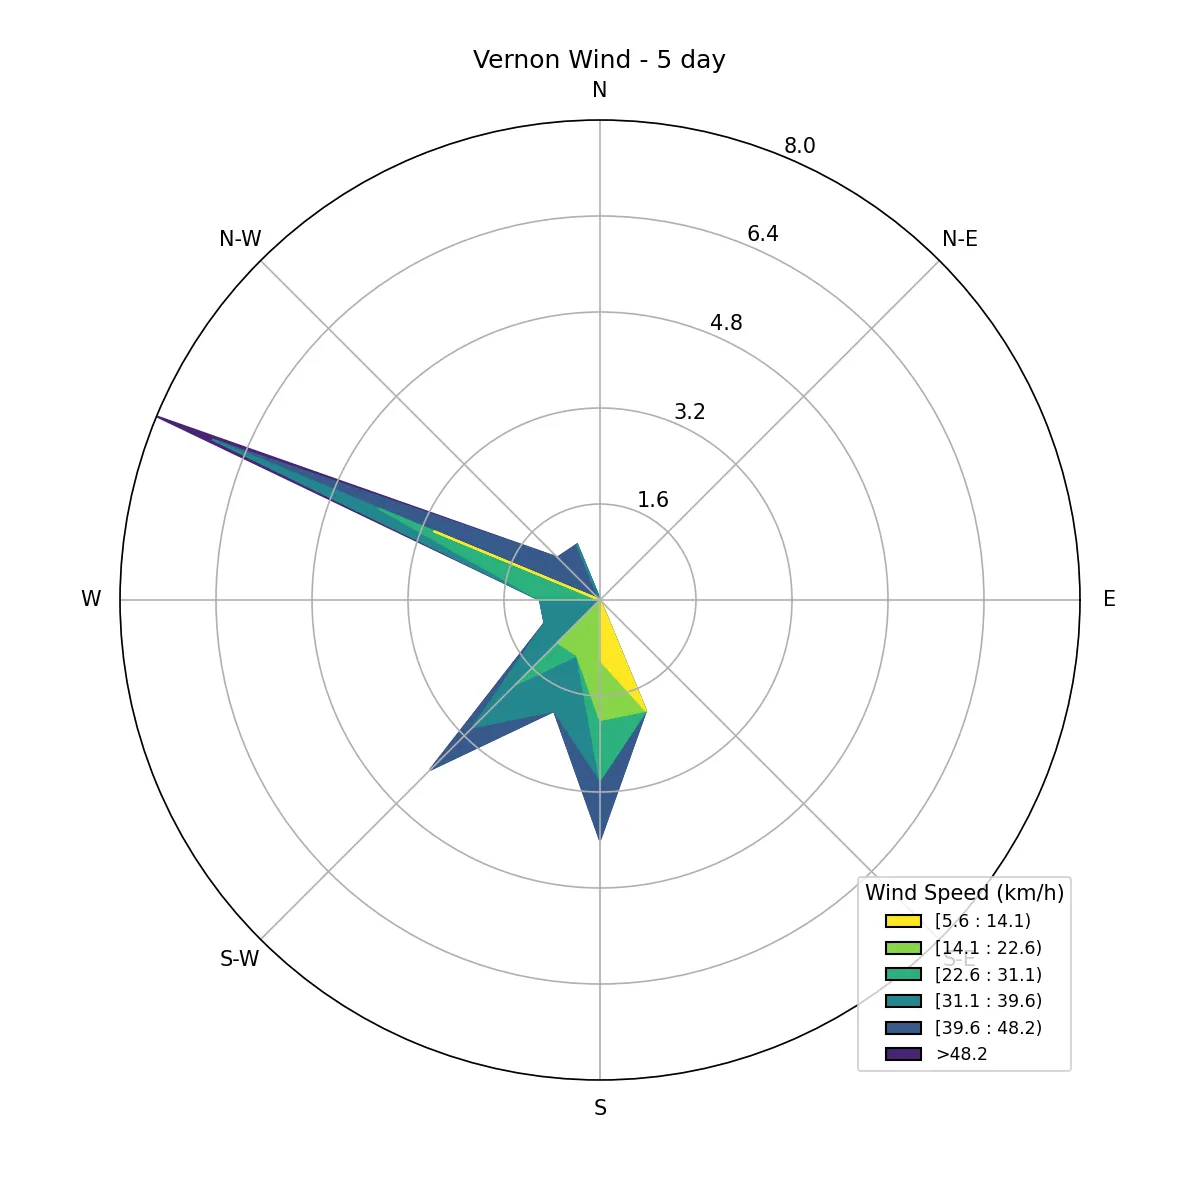 Vernon Wind - 5 day
N
8.0
N-W
6.4
N-E
4.8
3.2
1.6
W
E
Wind Speed (km/h)
[5.6 : 14.1)
[14.1 : 22.6)
S-W
S-E
[22.6 : 31.1)
[31.1 : 39.6)
[39.6 : 48.2)
>48.2
S